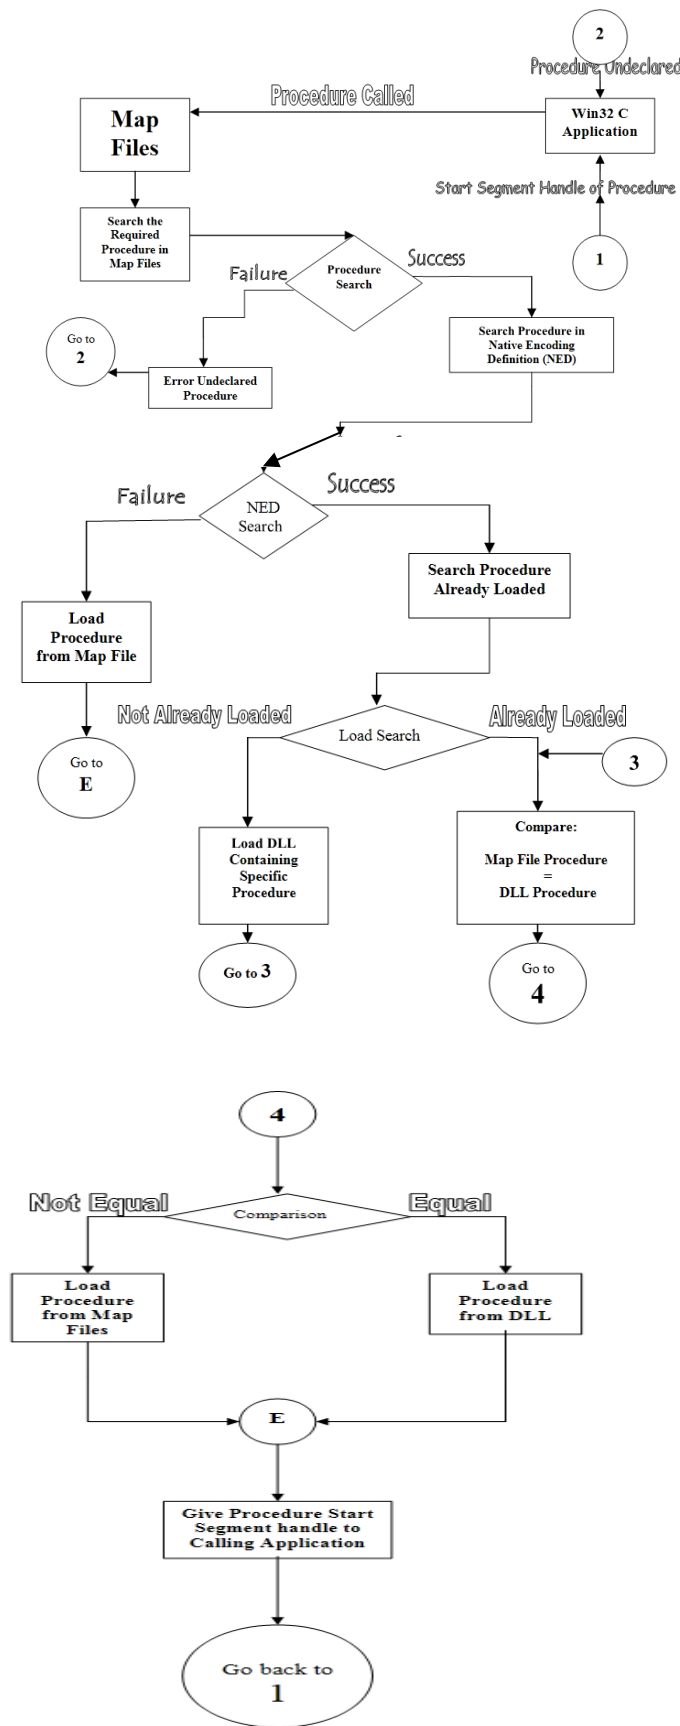 2
Procedure Undeclared
Procedure Called
Map
Files
Win32 C
Application
Start Segment Handle of Procedure
Search the
Required
Procedure in
Map Files
1
Procedure
Search
Failure
Success
Search Procedure in
Native Encoding
Definition (NED)
Go to
2
Error Undeclared
Procedure
Failure
Success
NED
Search
Search Procedure
Already Loaded
Load
Procedure
from Map File
Not Already Loaded
Already Loaded
Load Search
Go to
E
3
Load DLL
Containing
Specific
Procedure
Compare:
Map File Procedure
=
DLL Procedure
Go to 3
Go to
4
4
Not Equal
Equal
Comparison
Load
Procedure
from Map
Files
Load
Procedure
from DLL
E
Give Procedure Start
Segment handle to
Calling Application
Go back to
1